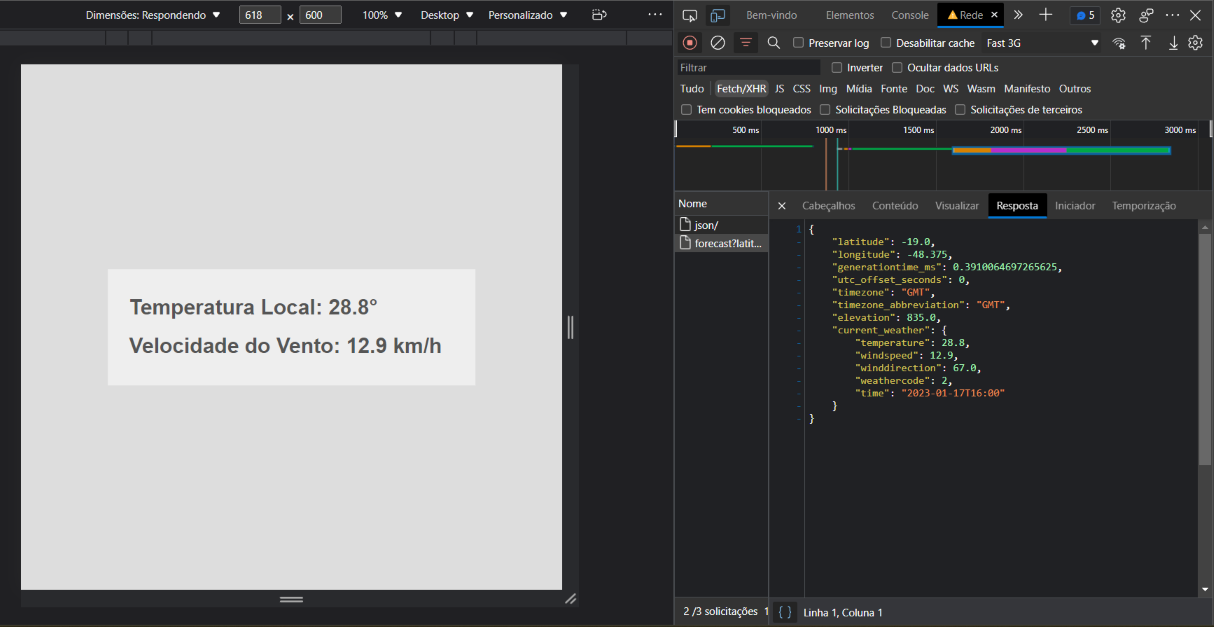 Dimensões: Respondendo 618 x 600 100% Desktop Personalizado
Bem-vindo Elementos Console Rede 5
Preservar log Desabilitar cache Fast 3G
Filtrar Inverter Ocultar dados URLs
Tudo Fetch/XHR JS CSS Img Mídia Fonte Doc WS Wasm Manifesto Outros
Tem cookies bloqueados Solicitações Bloqueadas Solicitações de terceiros
500 ms 1000 ms 1500 ms 2000 ms 2500 ms 3000 ms
Nome
json/
forecast?latit...
Cabeçalhos Conteúdo Visualizar Resposta Iniciador Temporização
1 {
"latitude": -19.0,
"longitude": -48.375,
"generationtime_ms": 0.3910064697265625,
"utc_offset_seconds": 0,
"timezone": "GMT",
"timezone_abbreviation": "GMT",
"elevation": 835.0,
"current_weather": {
"temperature": 28.8,
"windspeed": 12.9,
"winddirection": 67.0,
"weathercode": 2,
"time": "2023-01-17T16:00"
}
}
Temperatura Local: 28.8°
Velocidade do Vento: 12.9 km/h
2 /3 solicitações 1
{ } Linha 1, Coluna 1